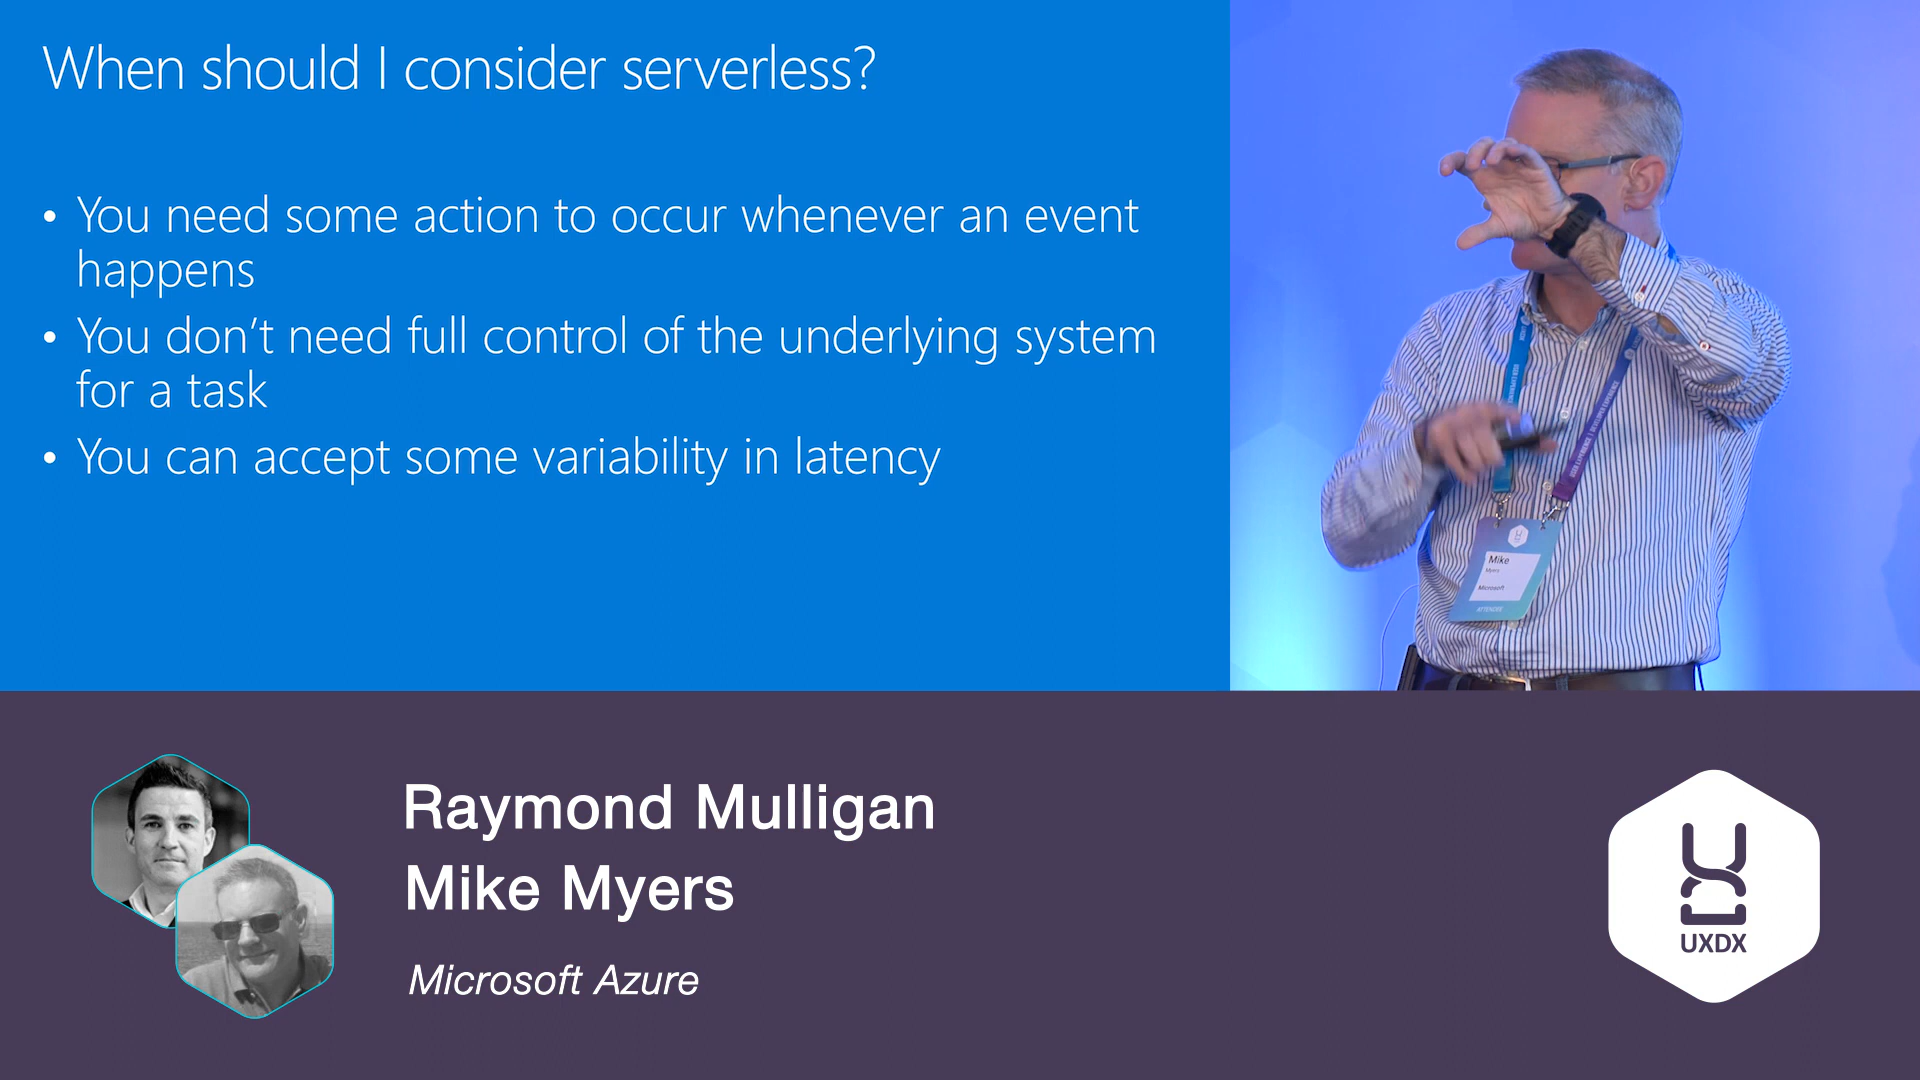 When should I consider serverless?
• You need some action to occur whenever an event
happens
• You don't need full control of the underlying system
for a task
• You can accept some variability in latency
Mike
Myers
Microsoft
ATTENDEE
Raymond Mulligan
Mike Myers
Microsoft Azure
UXDX